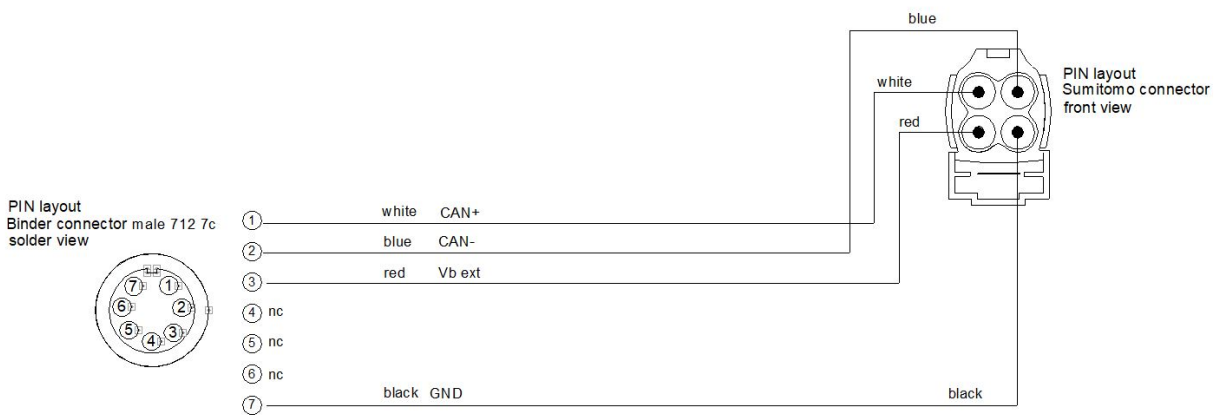 blue
white
red
PIN layout
Sumitomo connector
front view
PIN layout
Binder connector male 712 7c
solder view
1 white CAN+
2 blue CAN-
3 red Vb ext
4 nc
5 nc
6 nc
7 black GND black
7 1
6 2
5 3
4